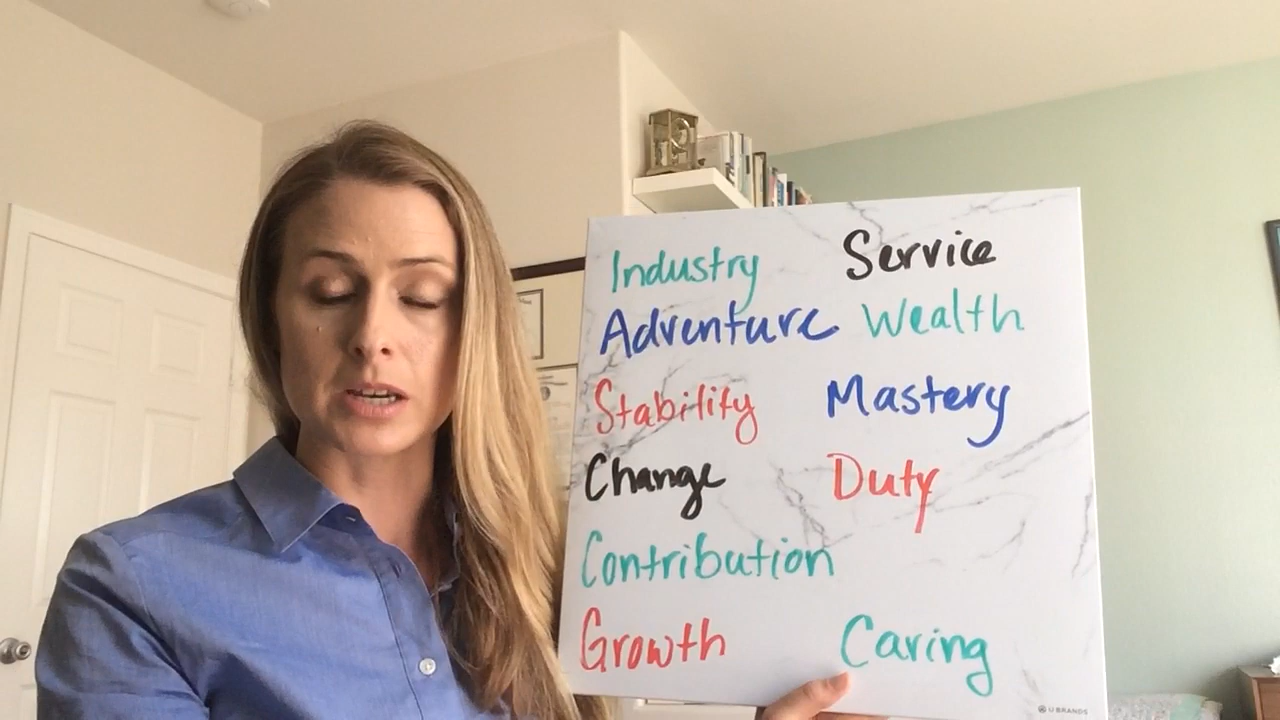 Industry Service
Adventure Wealth
Stability Mastery
Change Duty
Contribution
Growth Caring
U BRANDS